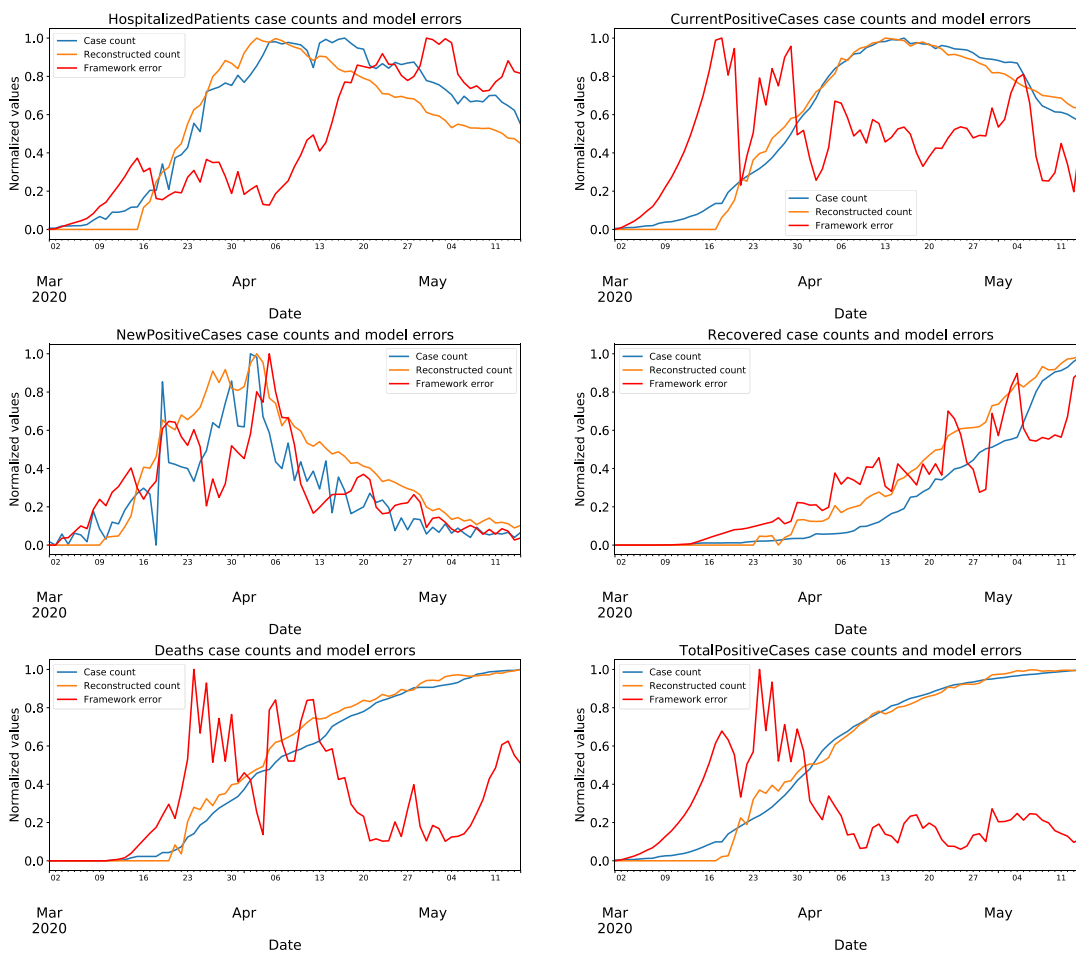 HospitalizedPatients case counts and model errors
Normalized values
1.0
0.8
0.6
0.4
0.2
0.0
Case count
Reconstructed count
Framework error
02 09 16 23 30 06 13 20 27 04 11
Mar Apr May
2020
Date
CurrentPositiveCases case counts and model errors
Normalized values
1.0
0.8
0.6
0.4
0.2
0.0
Case count
Reconstructed count
Framework error
02 09 16 23 30 06 13 20 27 04 11
Mar Apr May
2020
Date
NewPositiveCases case counts and model errors
Normalized values
1.0
0.8
0.6
0.4
0.2
0.0
Case count
Reconstructed count
Framework error
02 09 16 23 30 06 13 20 27 04 11
Mar Apr May
2020
Date
Recovered case counts and model errors
Normalized values
1.0
0.8
0.6
0.4
0.2
0.0
Case count
Reconstructed count
Framework error
02 09 16 23 30 06 13 20 27 04 11
Mar Apr May
2020
Date
Deaths case counts and model errors
Normalized values
1.0
0.8
0.6
0.4
0.2
0.0
Case count
Reconstructed count
Framework error
02 09 16 23 30 06 13 20 27 04 11
Mar Apr May
2020
Date
TotalPositiveCases case counts and model errors
Normalized values
1.0
0.8
0.6
0.4
0.2
0.0
Case count
Reconstructed count
Framework error
02 09 16 23 30 06 13 20 27 04 11
Mar Apr May
2020
Date